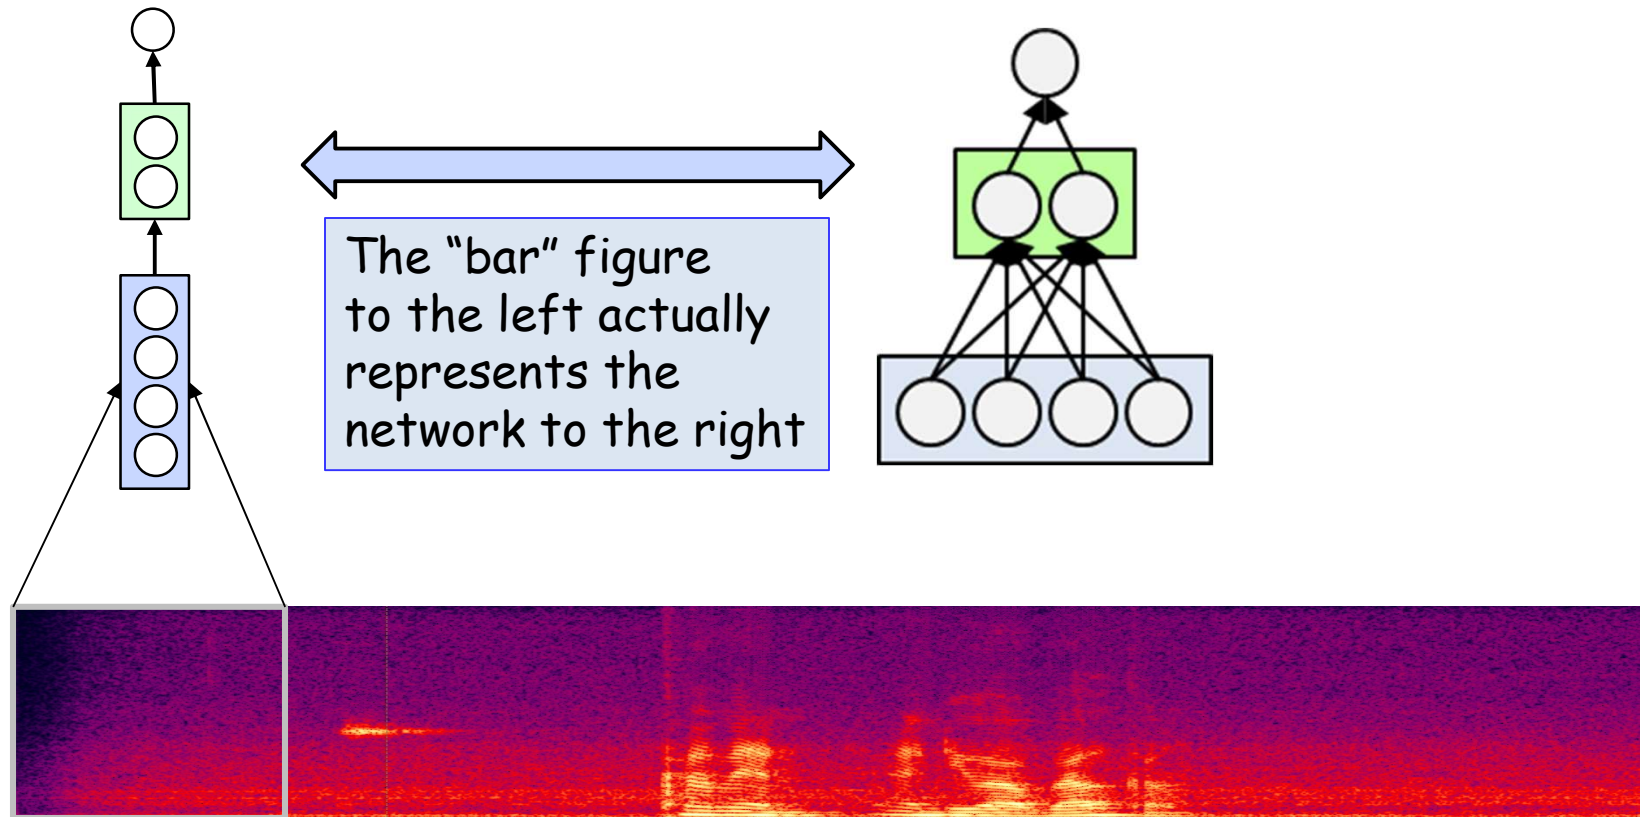 The “bar” figure
to the left actually
represents the
network to the right